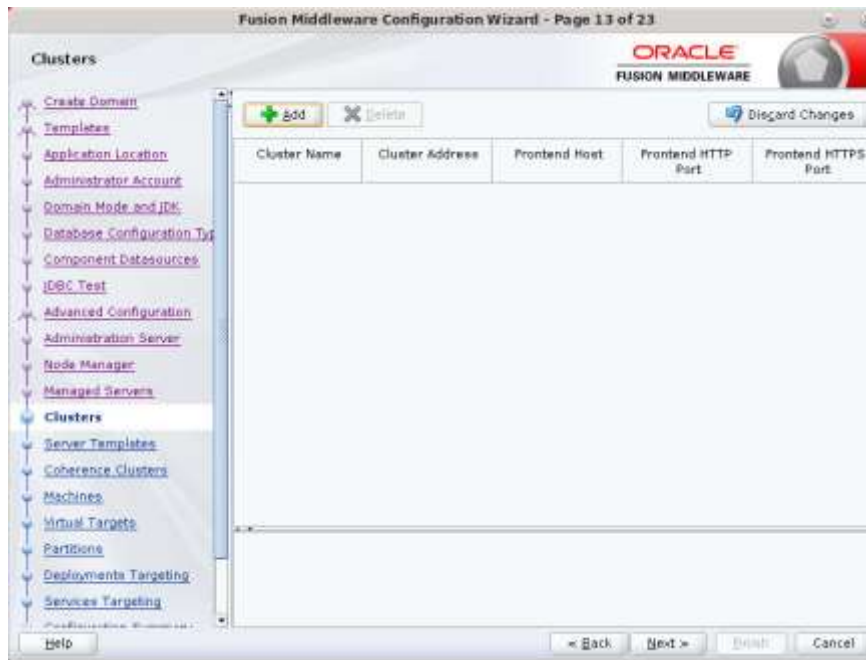 Fusion Middleware Configuration Wizard - Page 13 of 23
Clusters
ORACLE
FUSION MIDDLEWARE
Create Domain
Templates
Application Location
Administrator Account
Domain Mode and JDK
Database Configuration Typ
Component Datasources
JDBC Test
Advanced Configuration
Administration Server
Node Manager
Managed Servers
Clusters
Server Templates
Coherence Clusters
Machines
Virtual Targets
Partitions
Deployments Targeting
Services Targeting
Configuration Summary
Add
Delete
Discard Changes
Cluster Name
Cluster Address
Frontend Host
Frontend HTTP
Port
Frontend HTTPS
Port
Help
< Back
Next >
Finish
Cancel